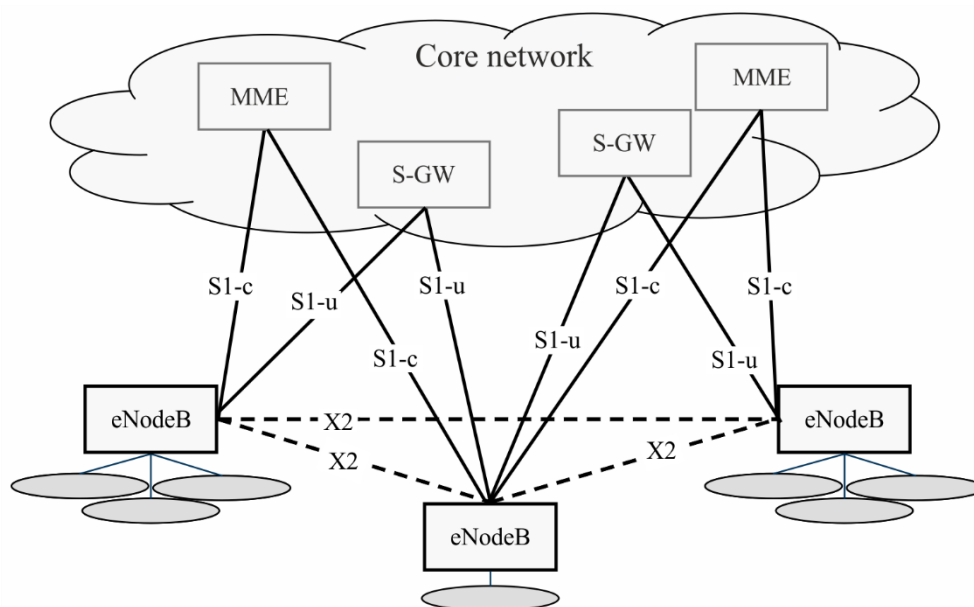 Core network
MME
MME
S-GW
S-GW
S1-c
S1-u
S1-u
S1-c
S1-c
S1-c
S1-u
S1-u
eNodeB
X2
eNodeB
X2
X2
eNodeB